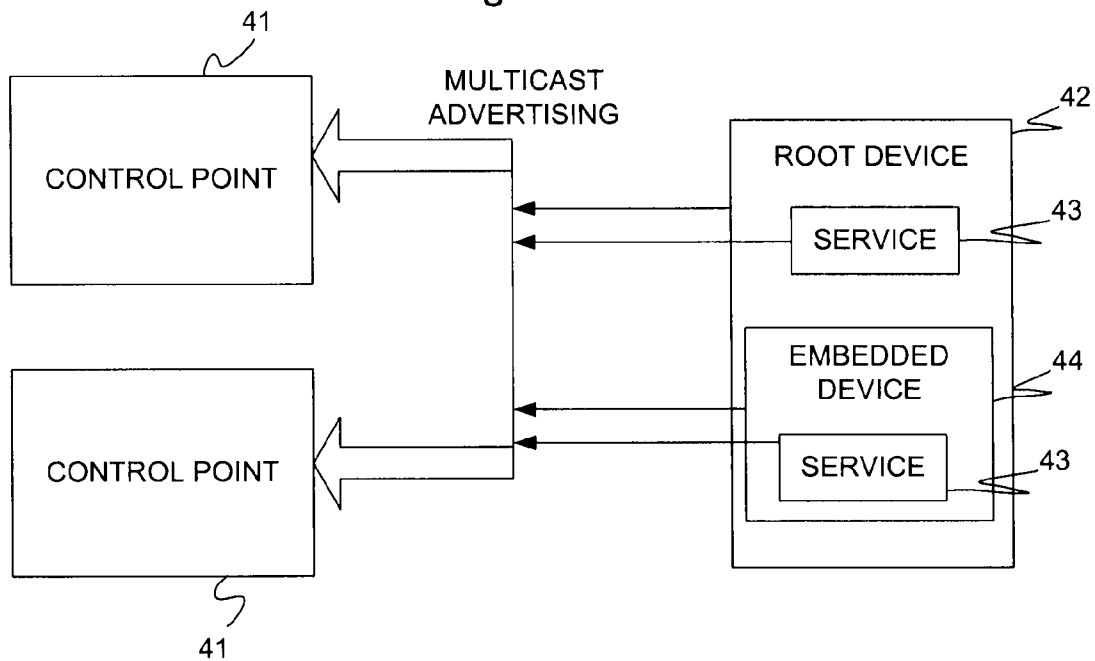 41
MULTICAST
ADVERTISING
42
CONTROL POINT
ROOT DEVICE
43
SERVICE
EMBEDDED
DEVICE
44
CONTROL POINT
SERVICE
43
41